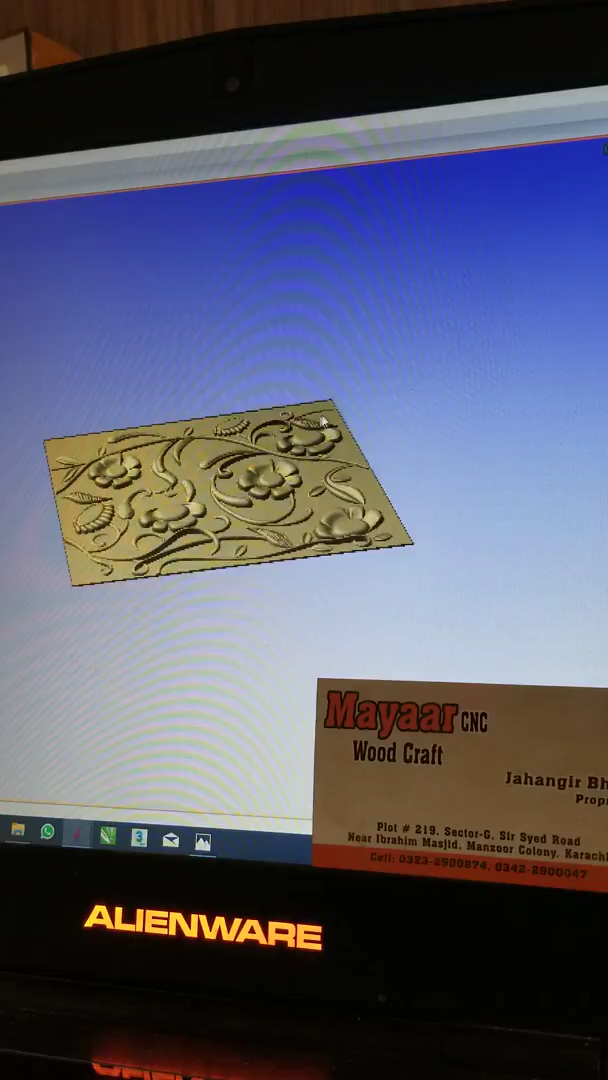 Mayaar CNC
Wood Craft
Jahangir Bh
Propr
Plot # 219, Sector-G, Sir Syed Road
Near Ibrahim Masjid, Manzoor Colony, Karachi
Cell: 0323-2900874, 0342-2900047
ALIENWARE